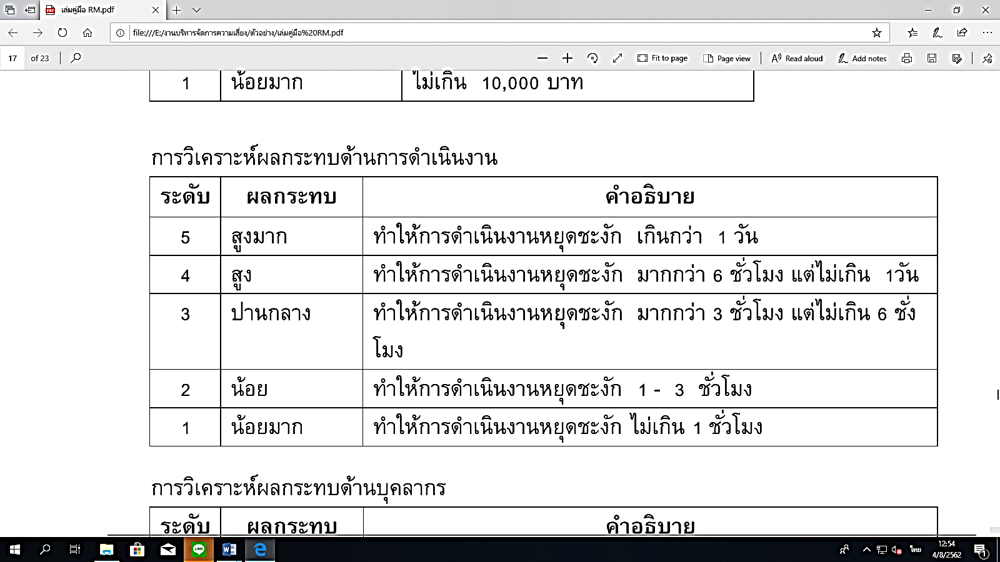 เล่มคู่มือ RM.pdf
file:///E:/งานบริหารจัดการความเสี่ยง/ตัวอย่าง/เล่มคู่มือ%20RM.pdf
17 of 23 Fit to page Page view Read aloud Add notes
1 น้อยมาก ไม่เกิน 10,000 บาท
การวิเคราะห์ผลกระทบด้านการดำเนินงาน
ระดับ ผลกระทบ คำอธิบาย
5 สูงมาก ทำให้การดำเนินงานหยุดชะงัก เกินกว่า 1 วัน
4 สูง ทำให้การดำเนินงานหยุดชะงัก มากกว่า 6 ชั่วโมง แต่ไม่เกิน 1วัน
3 ปานกลาง ทำให้การดำเนินงานหยุดชะงัก มากกว่า 3 ชั่วโมง แต่ไม่เกิน 6 ชั่ง
โมง
2 น้อย ทำให้การดำเนินงานหยุดชะงัก 1 - 3 ชั่วโมง
1 น้อยมาก ทำให้การดำเนินงานหยุดชะงัก ไม่เกิน 1 ชั่วโมง
การวิเคราะห์ผลกระทบด้านบุคลากร
ระดับ ผลกระทบ คำอธิบาย
LINE ไทย 12:54
4/8/2562 1